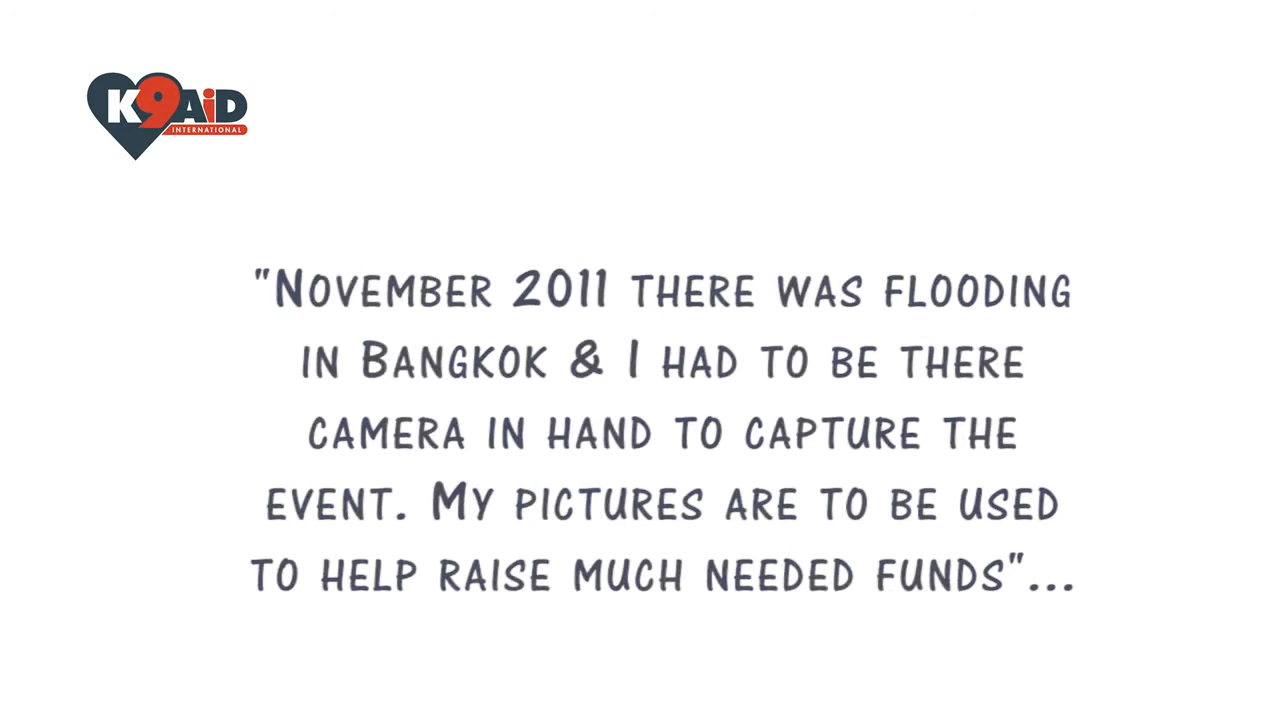 K9AiD
INTERNATIONAL
"November 2011 there was flooding
in Bangkok & I had to be there
camera in hand to capture the
event. My pictures are to be used
to help raise much needed funds"...